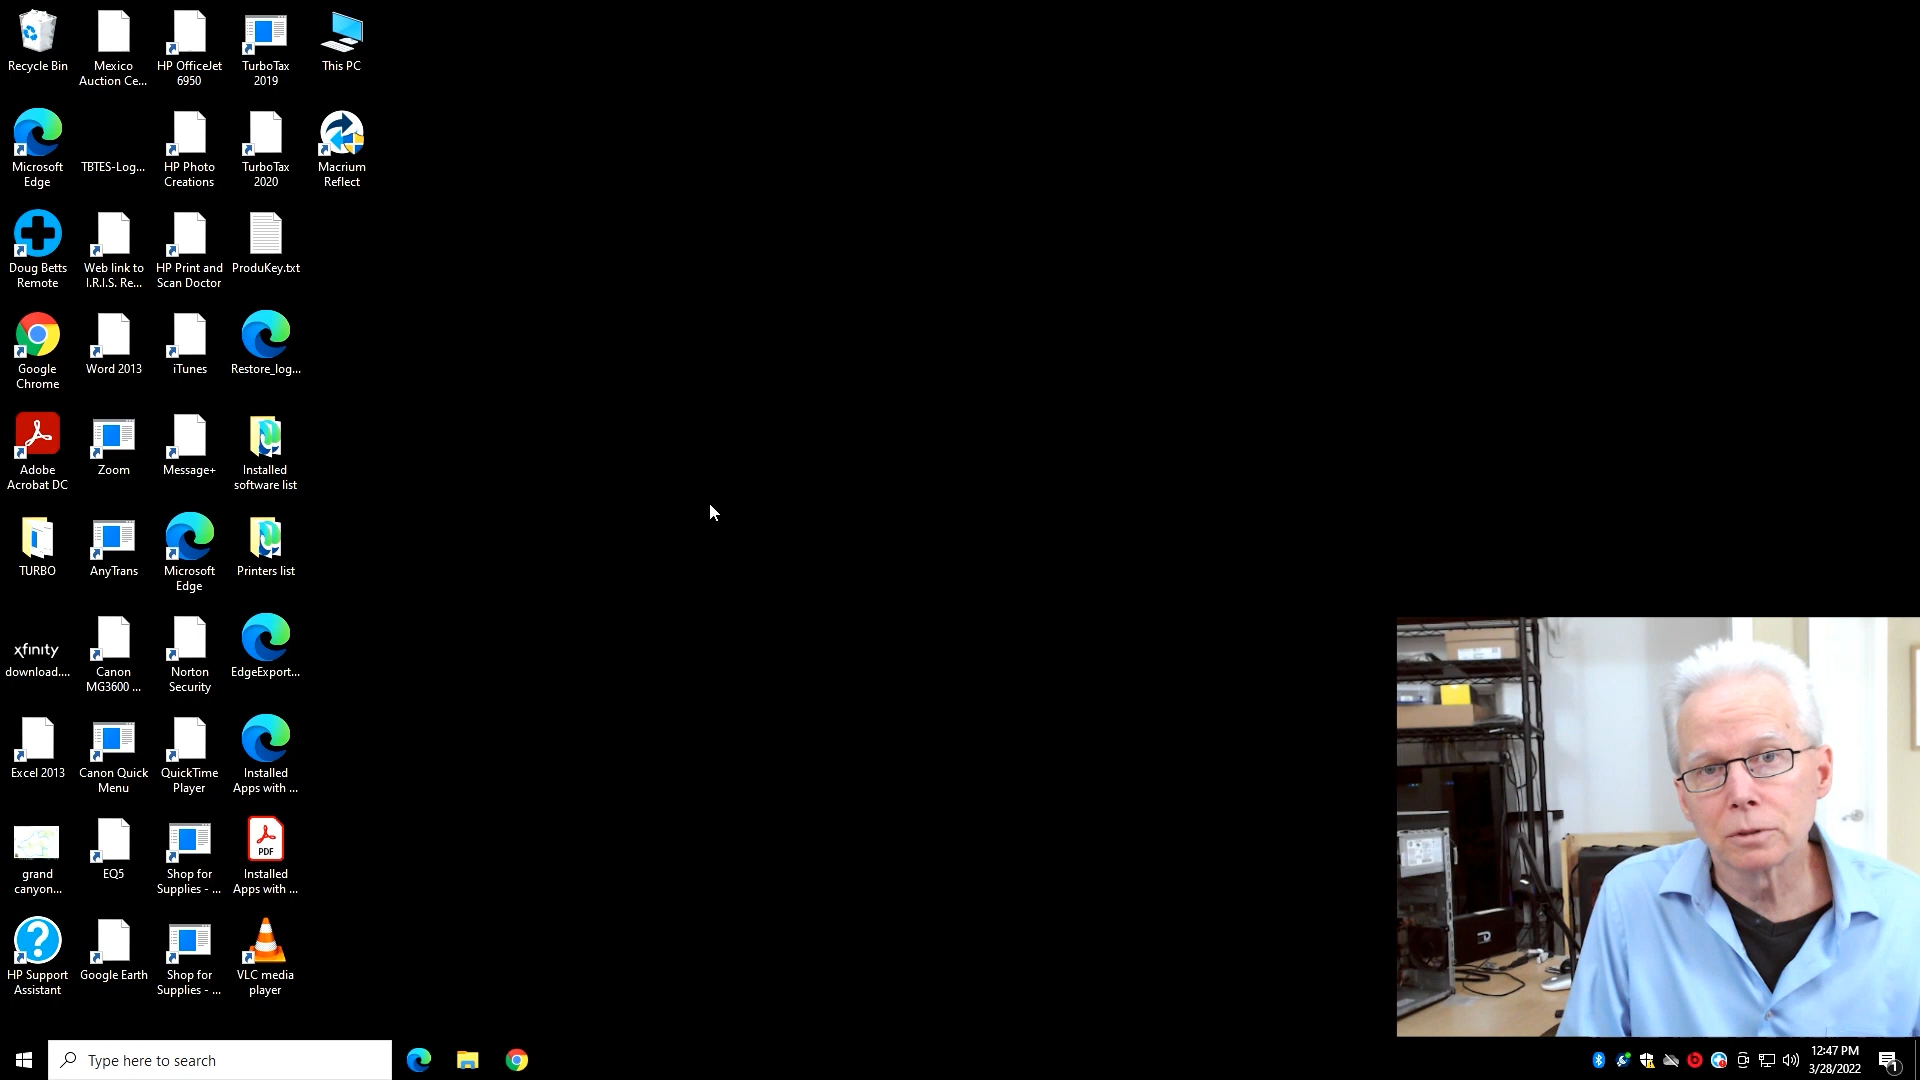 Recycle Bin
Mexico
Auction Ce...
HP OfficeJet
6950
TurboTax
2019
This PC
Microsoft
Edge
TBTES-Log...
HP Photo
Creations
TurboTax
2020
Macrium
Reflect
Doug Betts
Remote
Web link to
I.R.I.S. Re...
HP Print and
Scan Doctor
ProduKey.txt
Google
Chrome
Word 2013
iTunes
Restore_log...
Adobe
Acrobat DC
Zoom
Message+
Installed
software list
TURBO
AnyTrans
Microsoft
Edge
Printers list
xfinity
download....
Canon
MG3600 ...
Norton
Security
EdgeExport...
Excel 2013
Canon Quick
Menu
QuickTime
Player
Installed
Apps with ...
grand
canyon...
EQ5
Shop for
Supplies - ...
PDF
Installed
Apps with ...
HP Support
Assistant
Google Earth
Shop for
Supplies - ...
VLC media
player
Type here to search
12:47 PM
3/28/2022
1